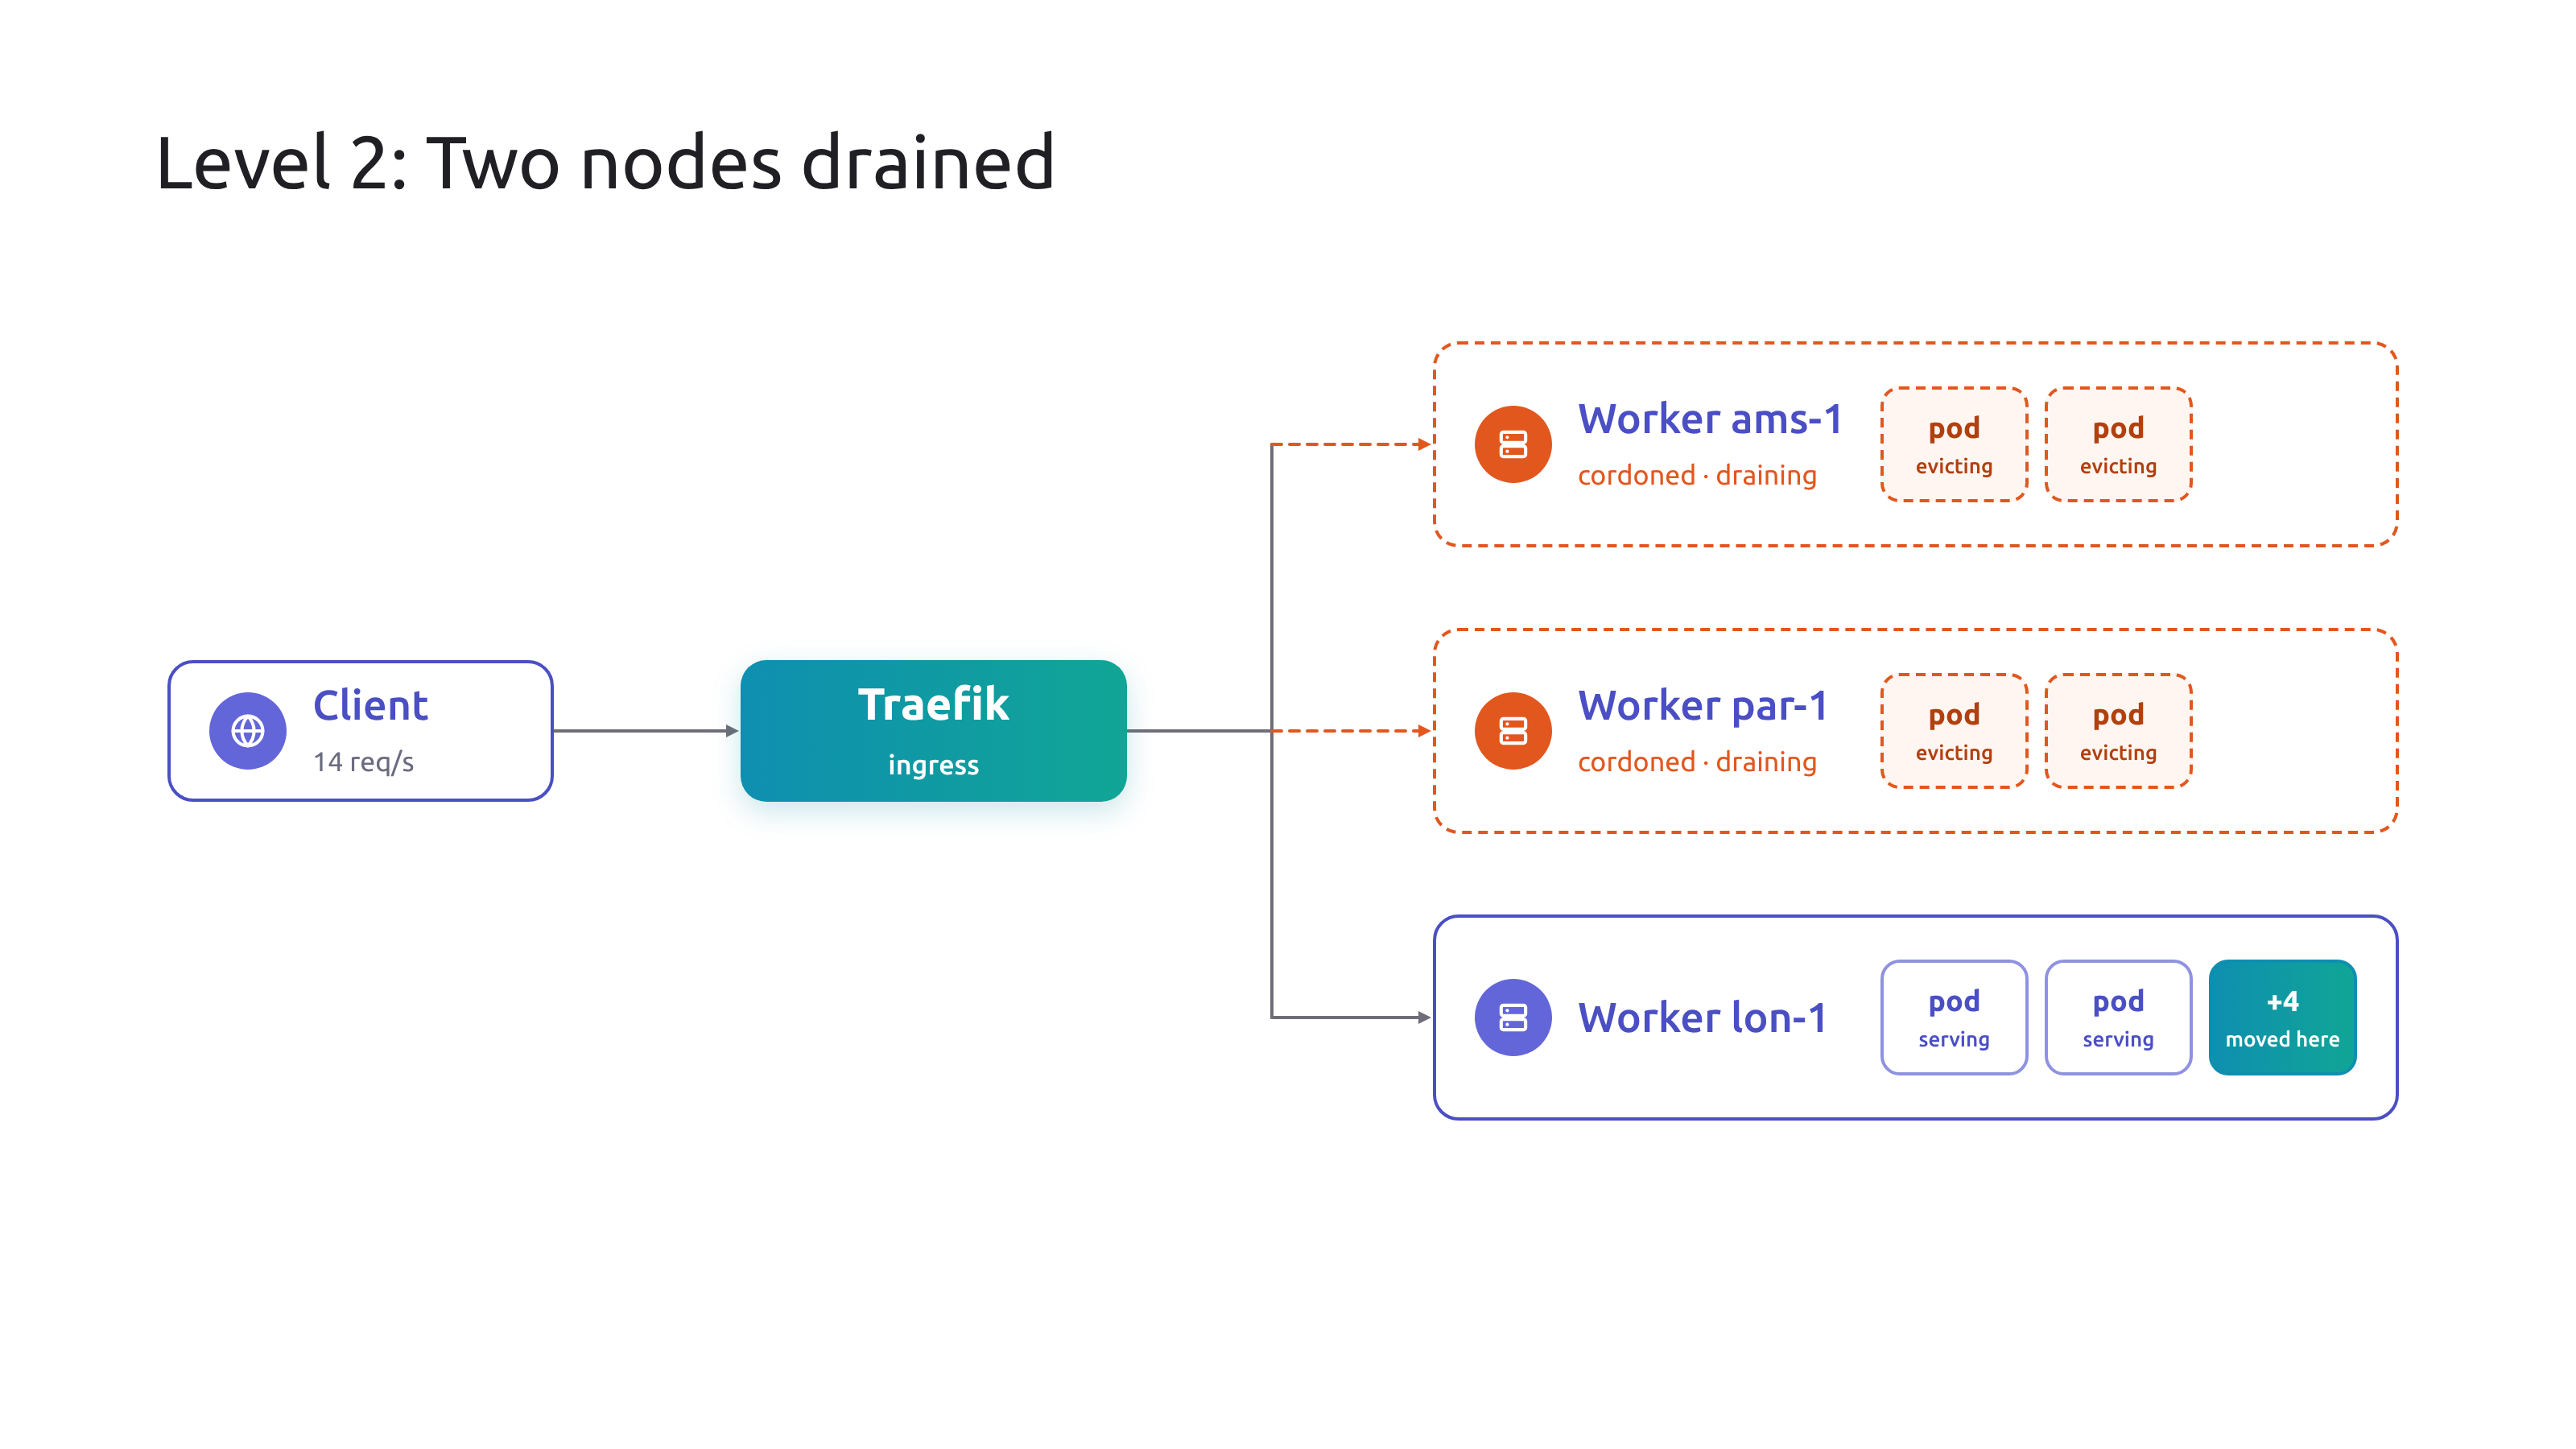 Level 2: Two nodes drained
Client
14 req/s
Traefik
ingress
Worker ams-1
cordoned · draining
pod
evicting
pod
evicting
Worker par-1
cordoned · draining
pod
evicting
pod
evicting
Worker lon-1
pod
serving
pod
serving
+4
moved here